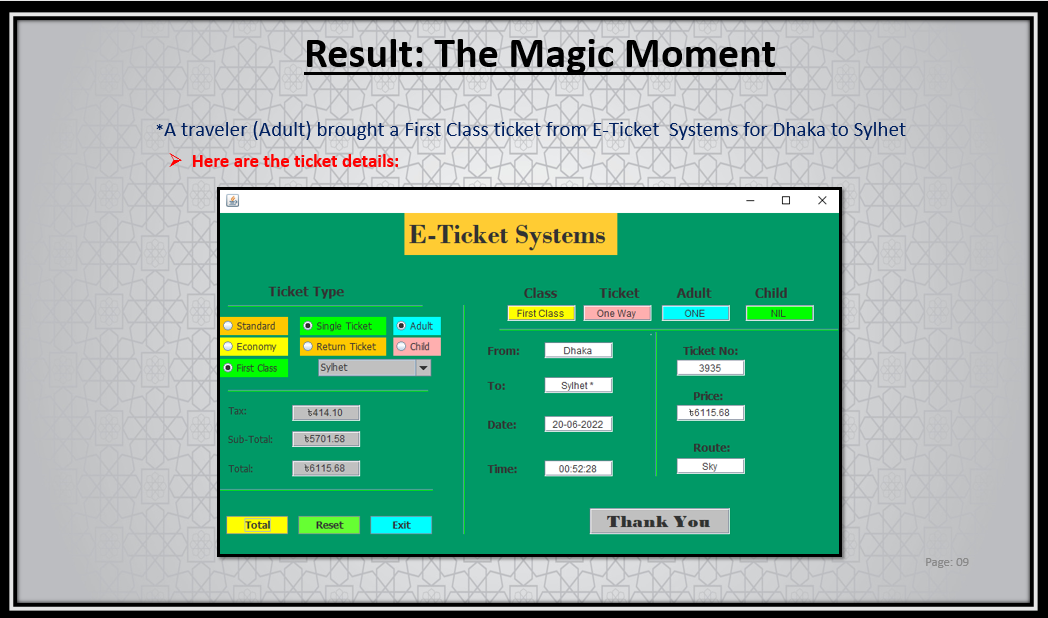 Result: The Magic Moment
*A traveler (Adult) brought a First Class ticket from E-Ticket Systems for Dhaka to Sylhet
➢ Here are the ticket details:
E-Ticket Systems
Ticket Type
Class Ticket Adult Child
First Class One Way ONE NIL
Standard Single Ticket Adult
Economy Return Ticket Child
First Class Sylhet
From: Dhaka
To: Sylhet *
Date: 20-06-2022
Time: 00:52:28
Ticket No:
3935
Price:
৳6115.68
Route:
Sky
Tax: ৳414.10
Sub-Total: ৳5701.58
Total: ৳6115.68
Total Reset Exit
Thank You
Page: 09